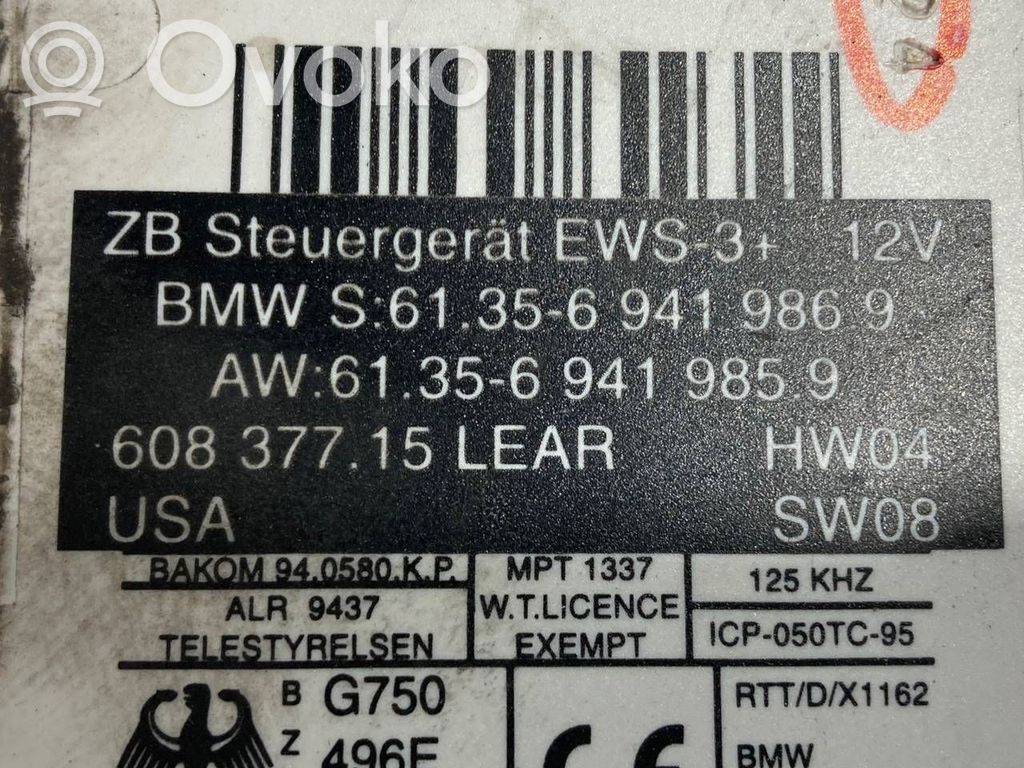 Ovoko
ZB Steuergerät EWS-3+ 12V
BMW S:61.35-6 941 986.9
AW:61.35-6 941 985.9
608 377.15 LEAR HW04
USA SW08
BAKOM 94.0580.K.P.
ALR 9437
TELESTYRELSEN
MPT 1337
W.T.LICENCE
EXEMPT
125 KHZ
ICP-050TC-95
B G750
Z 496E
CE
RTT/D/X1162
BMW